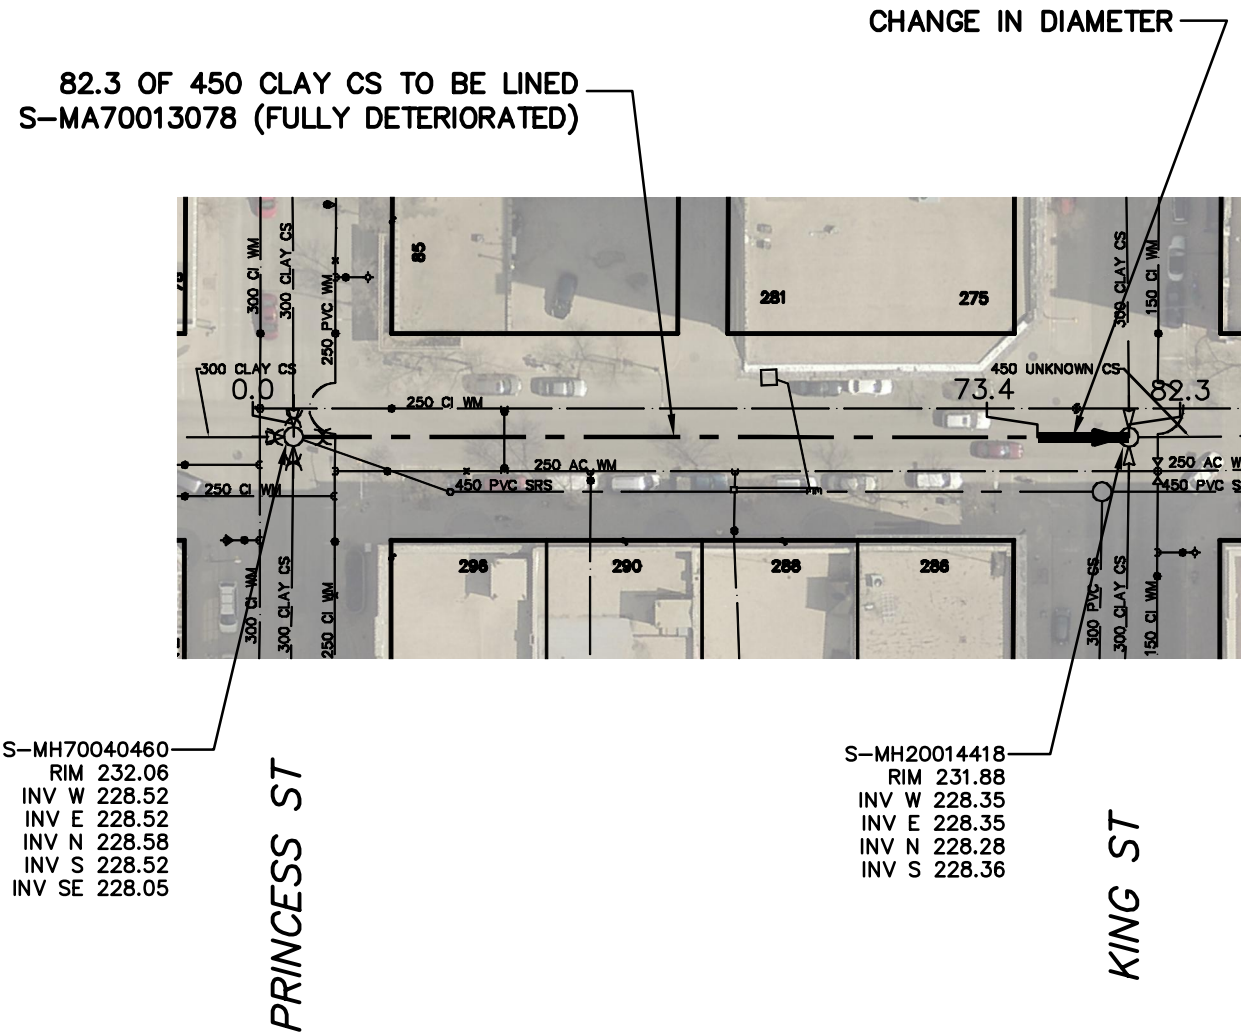 CHANGE IN DIAMETER
82.3 OF 450 CLAY CS TO BE LINED
S-MA70013078 (FULLY DETERIORATED)
300 CI WM
300 CLAY CS
250 PVC WM
85
281
275
300 CLAY CS
150 CI WM
300 CLAY CS
0.0
250 CI WM
73.4
450 UNKNOWN CS
82.3
250 AC WM
250 AC W
250 CI WM
450 PVC SRS
450 PVC S
296
290
288
286
300 CI WM
300 CLAY CS
250 CI WM
300 PVC CS
300 CLAY CS
150 CI WM
S-MH70040460
RIM 232.06
INV W 228.52
INV E 228.52
INV N 228.58
INV S 228.52
INV SE 228.05
PRINCESS ST
S-MH20014418
RIM 231.88
INV W 228.35
INV E 228.35
INV N 228.28
INV S 228.36
KING ST